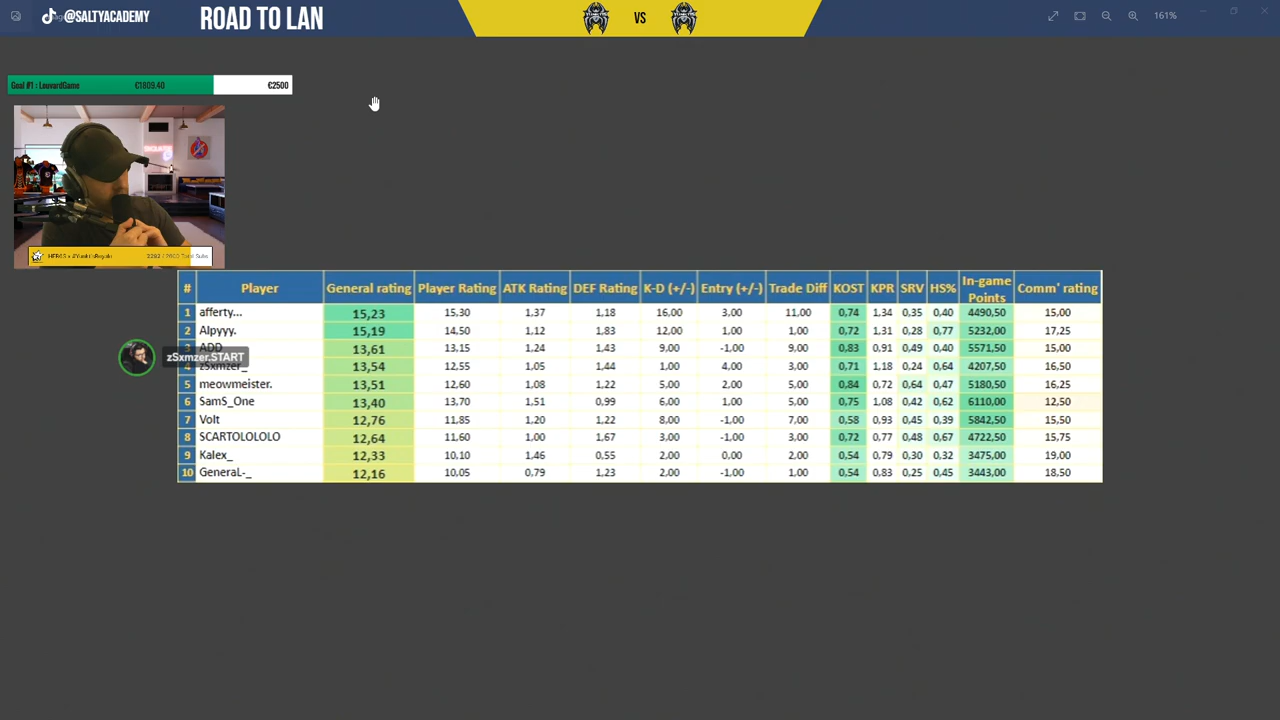 @SALTYACADEMY
ROAD TO LAN
VS
161%
Goal #1 : LouvardGame €1809.40 €2500
# Player General rating Player Rating ATK Rating DEF Rating K-D (+/-) Entry (+/-) Trade Diff KOST KPR SRV HS% In-game Points Comm' rating
1 afferty... 15,23 15.30 1,37 1,18 16,00 3,00 11,00 0,74 1,34 0,35 0,40 4490,50 15,00
2 Alpyyy. 15,19 14,50 1,12 1,83 12,00 1,00 1,00 0,72 1,31 0,28 0,77 5232,00 17,25
3 ADD 13,61 13,15 1,24 1,43 9,00 -1,00 9,00 0,83 0,91 0,49 0,40 5571,50 15,00
zSxmzer.START
4 zSxmzer_ 13,54 12,55 1,05 1,44 1,00 4,00 3,00 0,71 1,18 0,24 0,64 4207,50 16,50
5 meowmeister. 13,51 12,60 1,08 1,22 5,00 2,00 5,00 0,84 0,72 0,64 0,47 5180,50 16,25
6 SamS_One 13,40 13,70 1,51 0,99 6,00 1,00 5,00 0,75 1,08 0,42 0,62 6110,00 12,50
7 Volt 12,76 11,85 1,20 1,22 8,00 -1,00 7,00 0,58 0,93 0,45 0,39 5842,50 15,50
8 SCARTOLOLOLO 12,64 11,60 1,00 1,67 3,00 -1,00 3,00 0,72 0,77 0,48 0,67 4722,50 15,75
9 Kalex_ 12,33 10,10 1,46 0,55 2,00 0,00 2,00 0,54 0,79 0,30 0,32 3475,00 19,00
10 GeneraL-_ 12,16 10,05 0,79 1,23 2,00 -1,00 1,00 0,54 0,83 0,25 0,45 3443,00 18,50